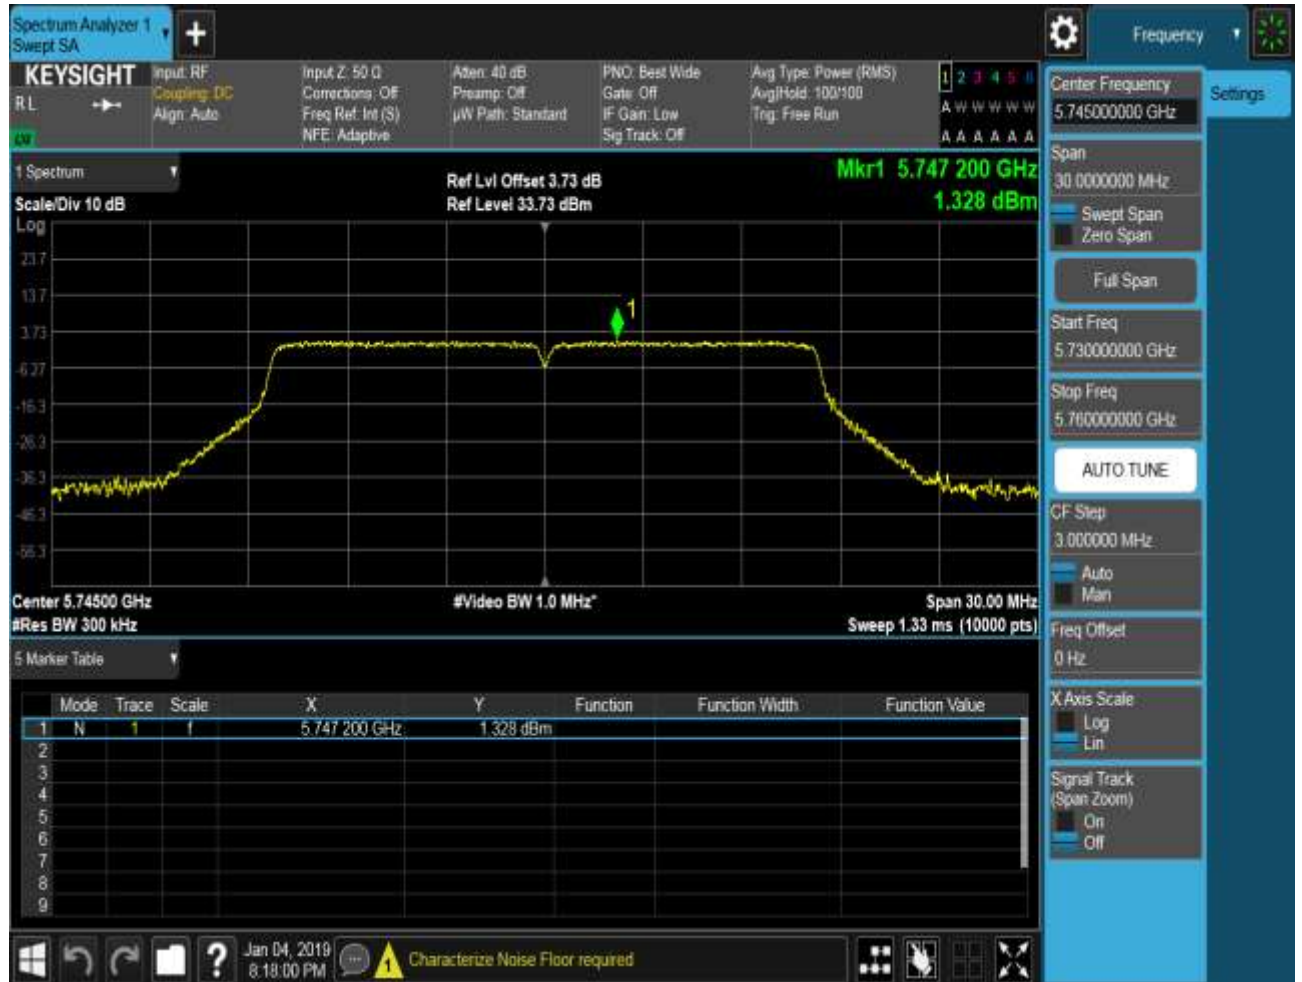 Spectrum Analyzer 1
Swept SA
Frequency
KEYSIGHT
R L
Input: RF
Coupling: DC
Align: Auto
Input Z: 50 Ω
Corrections: Off
Freq Ref: Int (S)
NFE: Adaptive
Atten: 40 dB
Preamp: Off
µW Path: Standard
PNO: Best Wide
Gate: Off
IF Gain: Low
Sig Track: Off
Avg Type: Power (RMS)
Avg|Hold: 100/100
Trig: Free Run
1 2 3 4 5 6
A W W W W W
A A A A A A
1 Spectrum
Scale/Div 10 dB
Ref Lvl Offset 3.73 dB
Ref Level 33.73 dBm
Mkr1 5.747 200 GHz
1.328 dBm
Log
23.7
13.7
3.73
-6.27
-16.3
-26.3
-36.3
-46.3
-56.3
1
Center 5.74500 GHz
#Video BW 1.0 MHz*
Span 30.00 MHz
#Res BW 300 kHz
Sweep 1.33 ms (10000 pts)
5 Marker Table
Mode Trace Scale X Y Function Function Width Function Value
1 N 1 f 5.747 200 GHz 1.328 dBm
2
3
4
5
6
7
8
9
Jan 04, 2019
8:18:00 PM
1
Characterize Noise Floor required
Center Frequency
5.745000000 GHz
Settings
Span
30.0000000 MHz
Swept Span
Zero Span
Full Span
Start Freq
5.730000000 GHz
Stop Freq
5.760000000 GHz
AUTO TUNE
CF Step
3.000000 MHz
Auto
Man
Freq Offset
0 Hz
X Axis Scale
Log
Lin
Signal Track
(Span Zoom)
On
Off